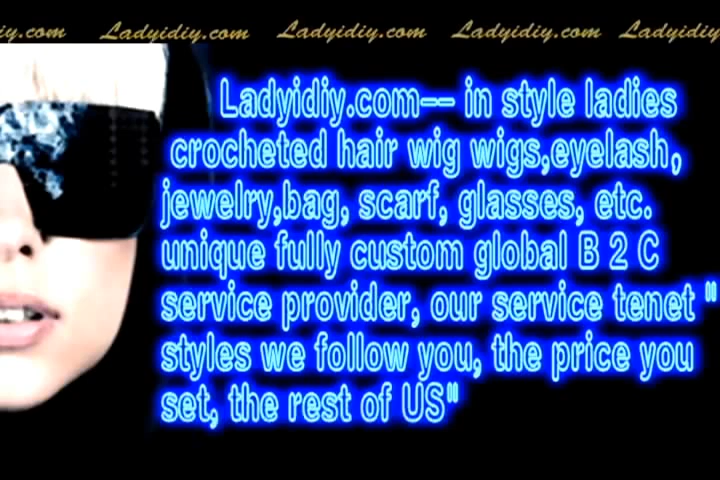 iy.com Ladyidiy.com Ladyidiy.com Ladyidiy.com Ladyidiy
Ladyidiy.com-- in style ladies
crocheted hair wig wigs,eyelash,
jewelry,bag, scarf, glasses, etc.
unique fully custom global B 2 C
service provider, our service tenet "
styles we follow you, the price you
set, the rest of US"